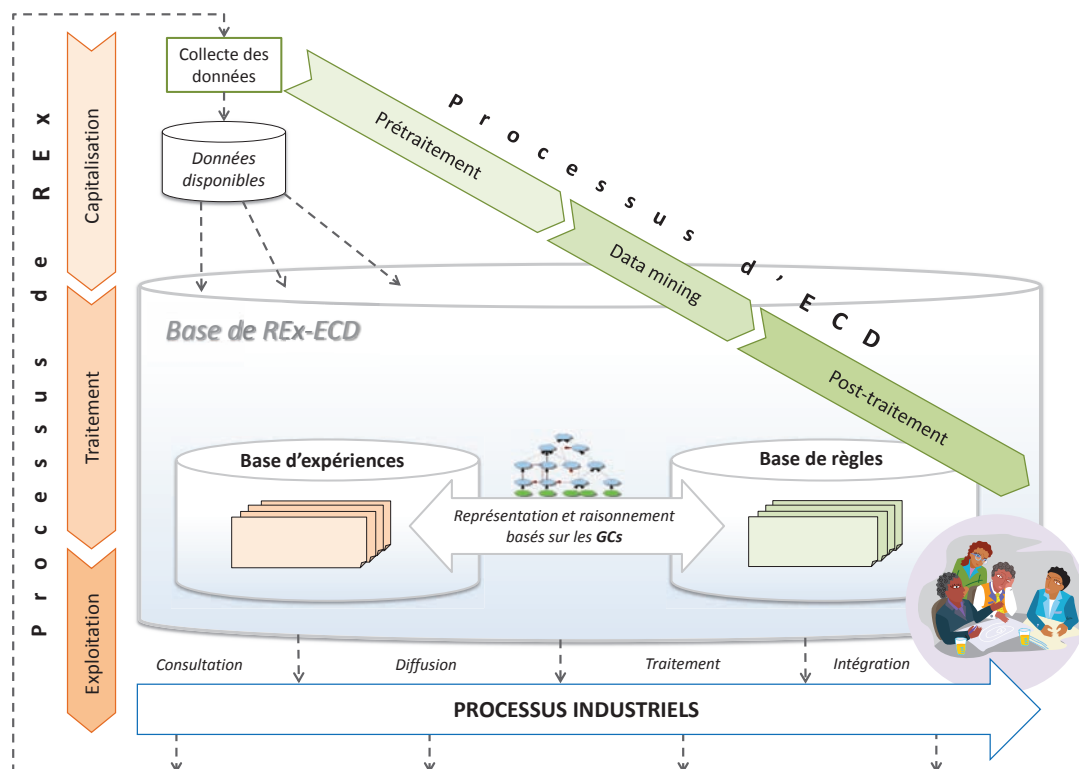 Processus de REx
Capitalisation
Traitement
Exploitation
Collecte des
données
Données
disponibles
Processus d'ECD
Prétraitement
Data mining
Post-traitement
Base de REx-ECD
Base d'expériences
Base de règles
Représentation et raisonnement
basés sur les GCs
Consultation
Diffusion
Traitement
Intégration
PROCESSUS INDUSTRIELS